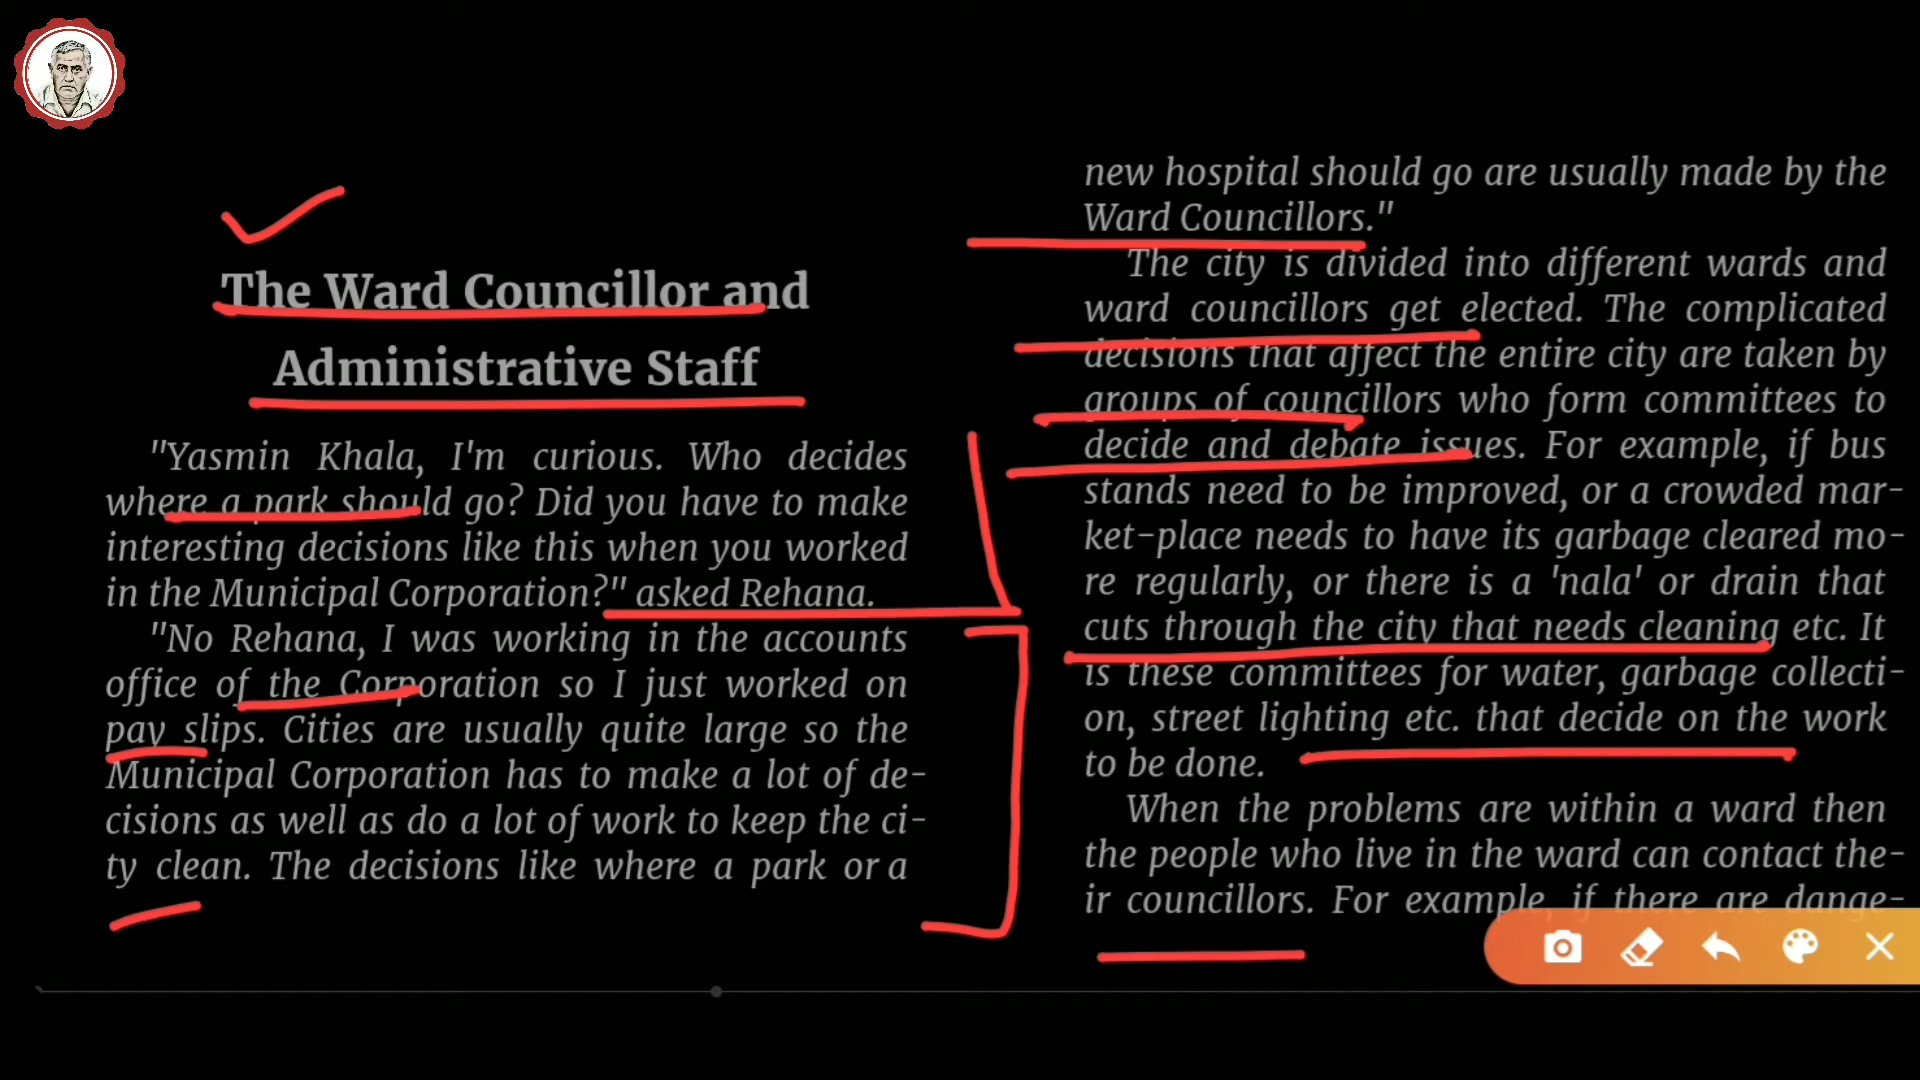 The Ward Councillor and
Administrative Staff
"Yasmin Khala, I'm curious. Who decides
where a park should go? Did you have to make
interesting decisions like this when you worked
in the Municipal Corporation?" asked Rehana.
"No Rehana, I was working in the accounts
office of the Corporation so I just worked on
pay slips. Cities are usually quite large so the
Municipal Corporation has to make a lot of de-
cisions as well as do a lot of work to keep the ci-
ty clean. The decisions like where a park or a
new hospital should go are usually made by the
Ward Councillors."
The city is divided into different wards and
ward councillors get elected. The complicated
decisions that affect the entire city are taken by
groups of councillors who form committees to
decide and debate issues. For example, if bus
stands need to be improved, or a crowded mar-
ket-place needs to have its garbage cleared mo-
re regularly, or there is a 'nala' or drain that
cuts through the city that needs cleaning etc. It
is these committees for water, garbage collecti-
on, street lighting etc. that decide on the work
to be done.
When the problems are within a ward then
the people who live in the ward can contact the-
ir councillors. For example, if there are dange-